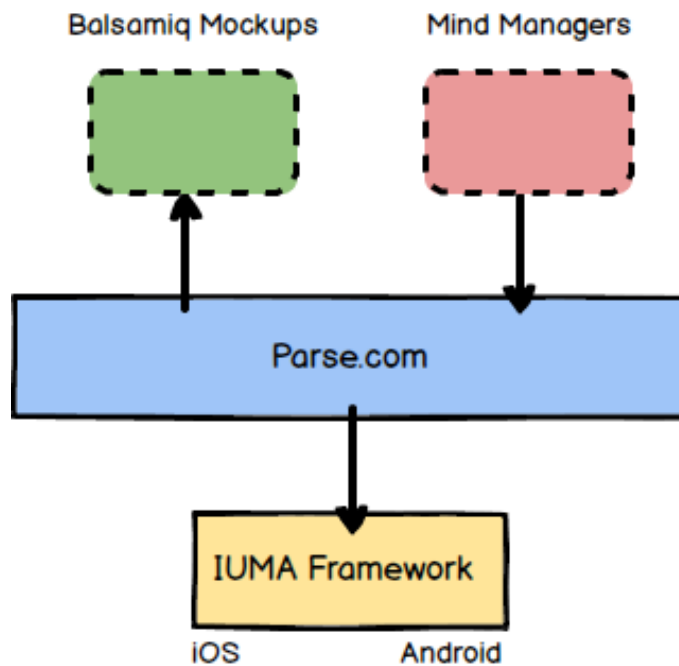 Balsamiq Mockups
Mind Managers
Parse.com
IUMA Framework
iOS
Android